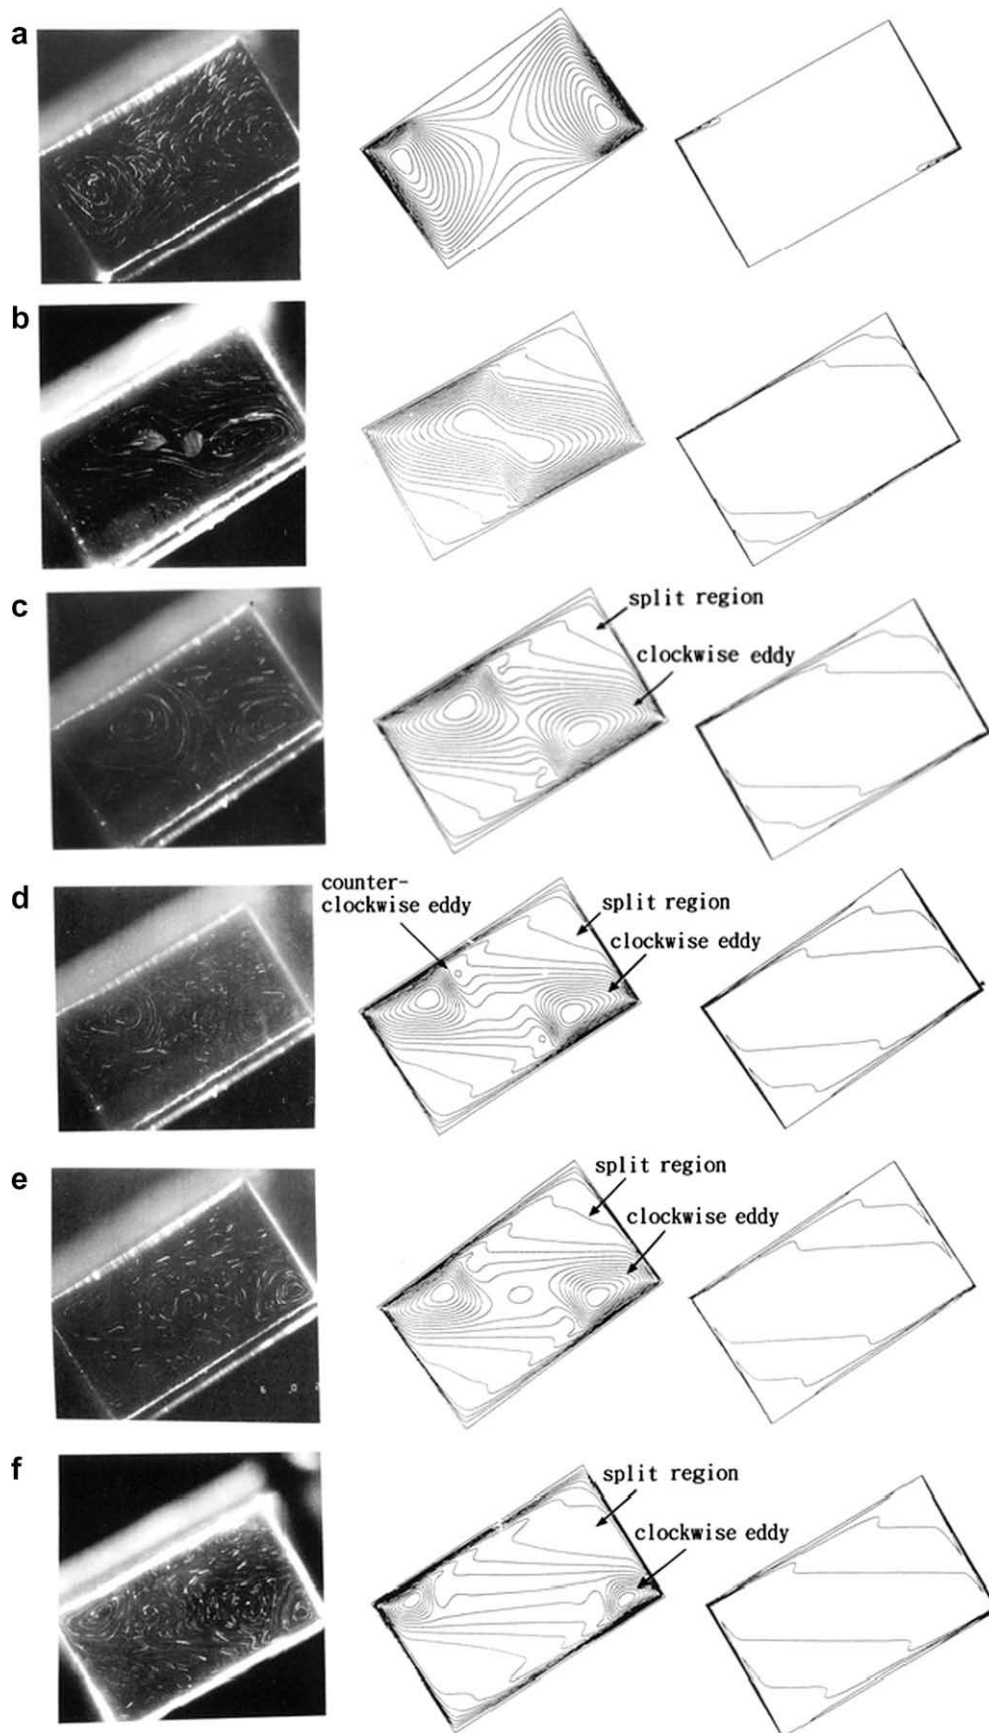 a
b
c
split region
clockwise eddy
d
counter-
clockwise eddy
split region
clockwise eddy
e
split region
clockwise eddy
f
split region
clockwise eddy